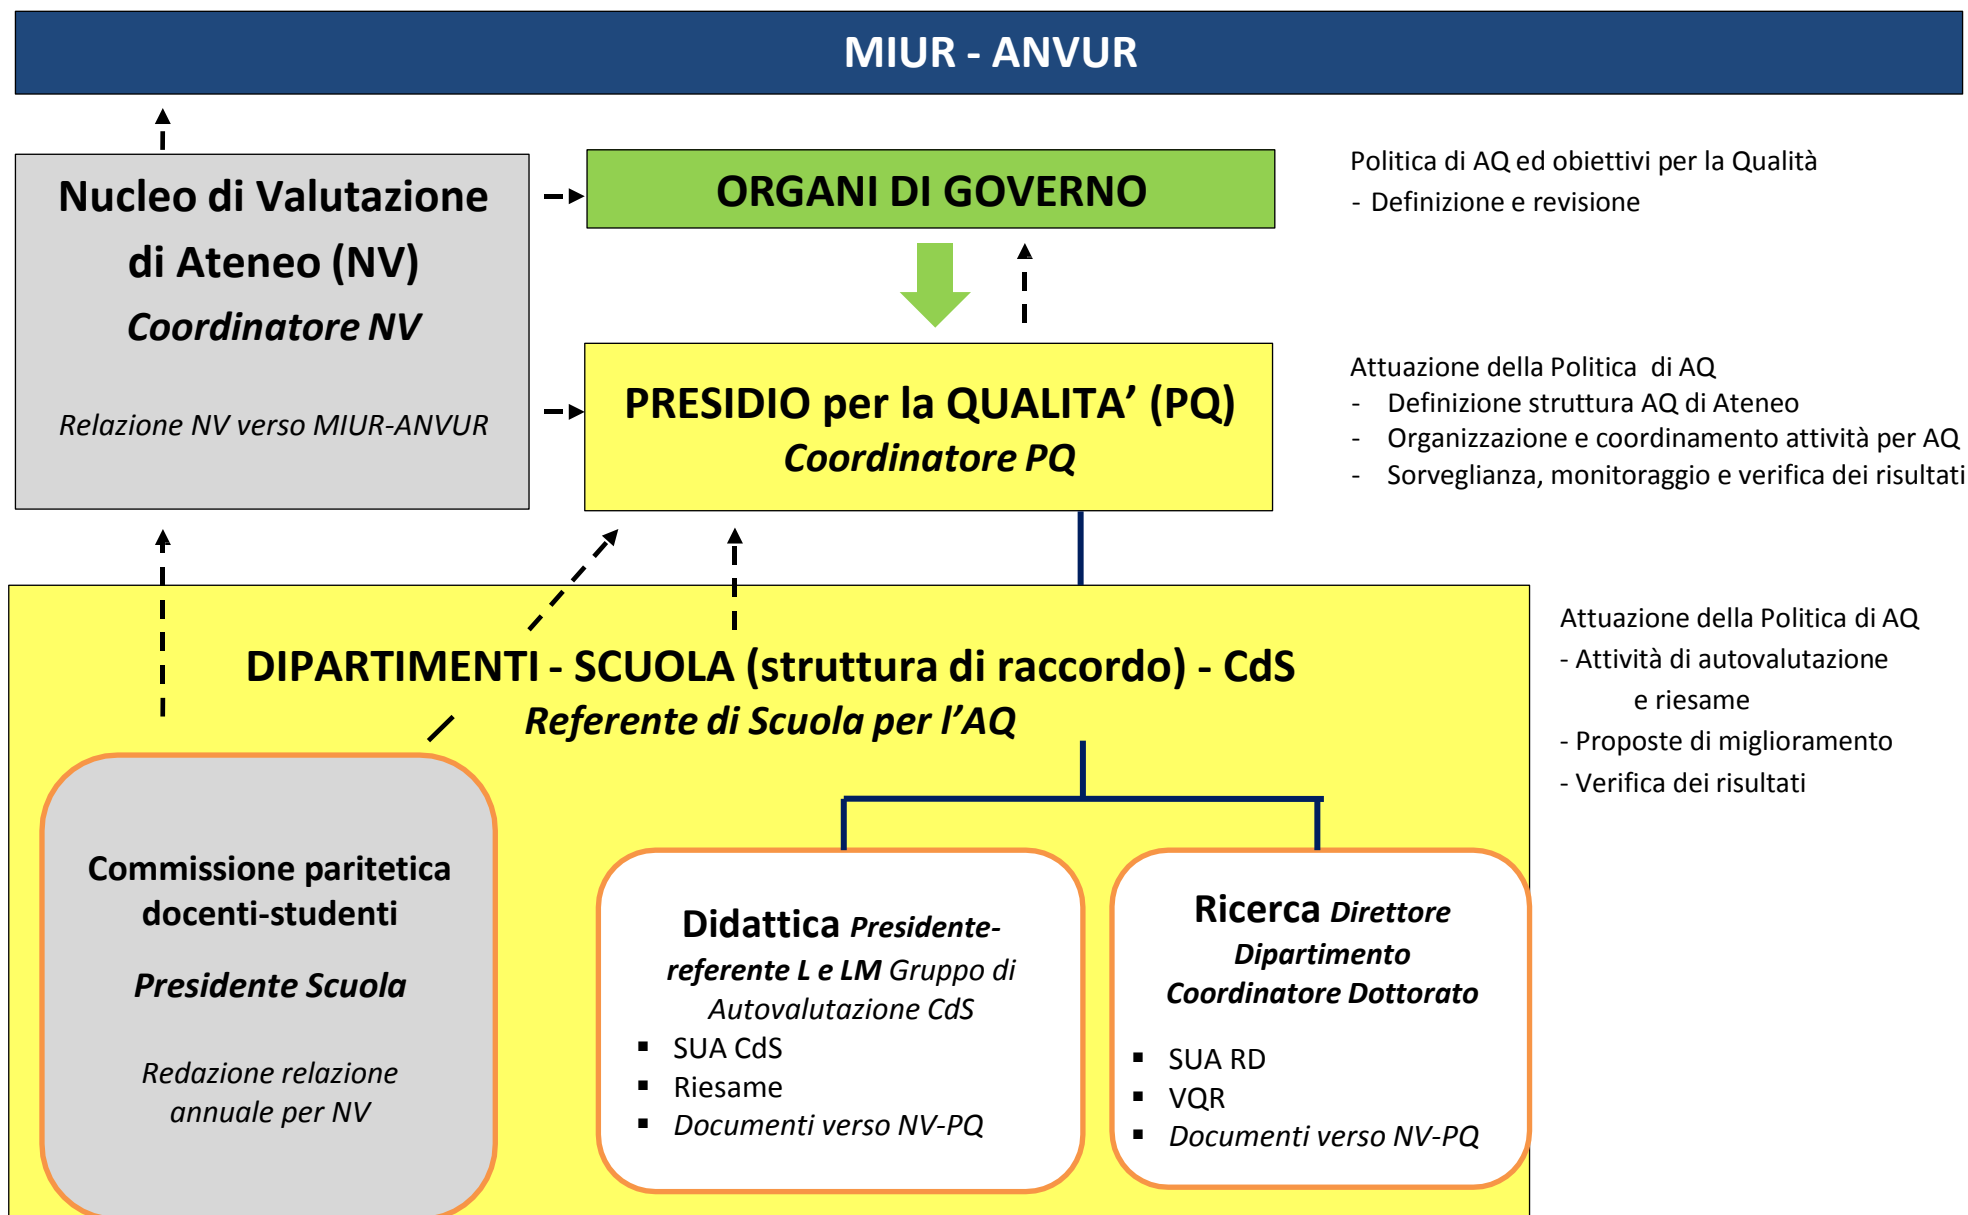 MIUR - ANVUR
Nucleo di Valutazione
di Ateneo (NV)
Coordinatore NV
Relazione NV verso MIUR-ANVUR
ORGANI DI GOVERNO
Politica di AQ ed obiettivi per la Qualità
- Definizione e revisione
PRESIDIO per la QUALITA’ (PQ)
Coordinatore PQ
Attuazione della Politica di AQ
- Definizione struttura AQ di Ateneo
- Organizzazione e coordinamento attività per AQ
- Sorveglianza, monitoraggio e verifica dei risultati
DIPARTIMENTI - SCUOLA (struttura di raccordo) - CdS
Referente di Scuola per l’AQ
Attuazione della Politica di AQ
- Attività di autovalutazione
e riesame
- Proposte di miglioramento
- Verifica dei risultati
Commissione paritetica
docenti-studenti
Presidente Scuola
Redazione relazione
annuale per NV
Didattica Presidente-
referente L e LM Gruppo di
Autovalutazione CdS
▪ SUA CdS
▪ Riesame
▪ Documenti verso NV-PQ
Ricerca Direttore
Dipartimento
Coordinatore Dottorato
▪ SUA RD
▪ VQR
▪ Documenti verso NV-PQ